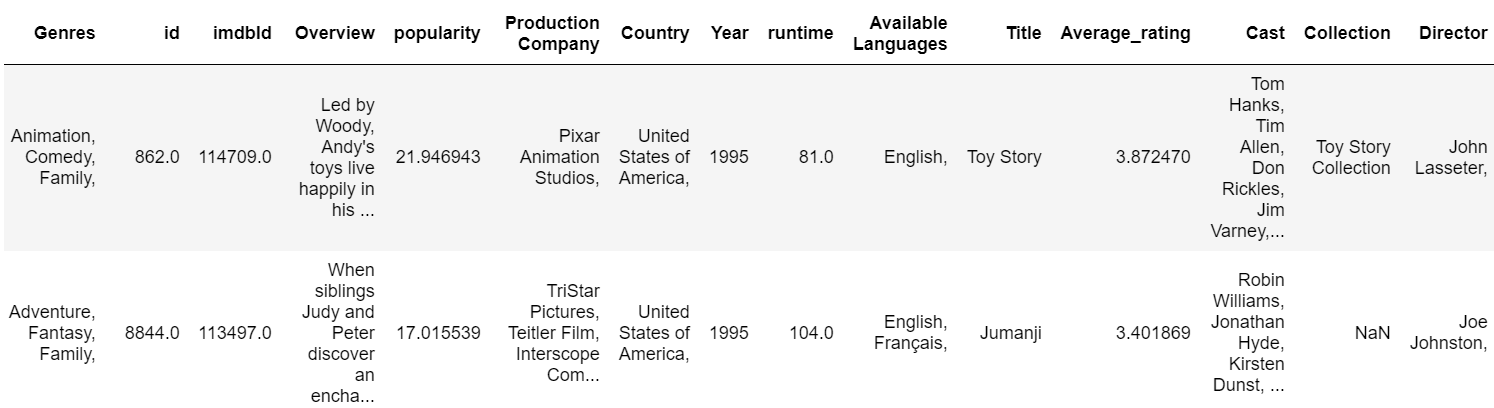 Genres id imdbId Overview popularity Production Company Country Year runtime Available Languages Title Average_rating Cast Collection Director
Animation, Comedy, Family, 862.0 114709.0 Led by Woody, Andy's toys live happily in his ... 21.946943 Pixar Animation Studios, United States of America, 1995 81.0 English, Toy Story 3.872470 Tom Hanks, Tim Allen, Don Rickles, Jim Varney,... Toy Story Collection John Lasseter,
Adventure, Fantasy, Family, 8844.0 113497.0 When siblings Judy and Peter discover an encha... 17.015539 TriStar Pictures, Teitler Film, Interscope Com... United States of America, 1995 104.0 English, Français, Jumanji 3.401869 Robin Williams, Jonathan Hyde, Kirsten Dunst, ... NaN Joe Johnston,